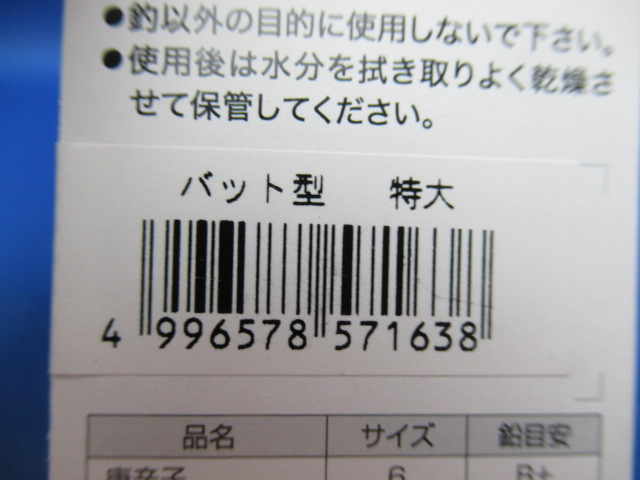 ●釣以外の目的に使用しないで下さい。
●使用後は水分を拭き取りよく乾燥さ
せて保管してください。
バット型 特大
4 996578 571638
品名 サイズ 鉛目安
唐辛子 6 B+